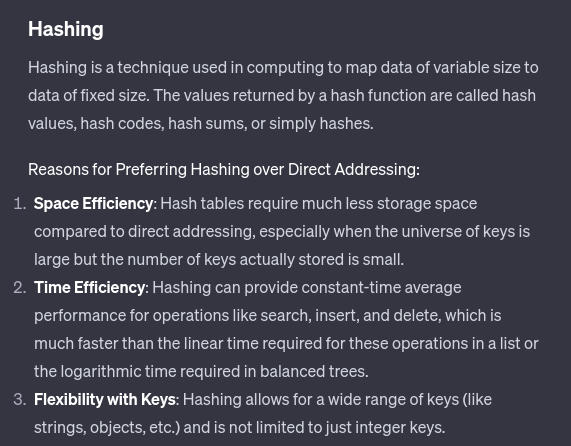 Hashing
Hashing is a technique used in computing to map data of variable size to
data of fixed size. The values returned by a hash function are called hash
values, hash codes, hash sums, or simply hashes.
Reasons for Preferring Hashing over Direct Addressing:
1. Space Efficiency: Hash tables require much less storage space
compared to direct addressing, especially when the universe of keys is
large but the number of keys actually stored is small.
2. Time Efficiency: Hashing can provide constant-time average
performance for operations like search, insert, and delete, which is
much faster than the linear time required for these operations in a list or
the logarithmic time required in balanced trees.
3. Flexibility with Keys: Hashing allows for a wide range of keys (like
strings, objects, etc.) and is not limited to just integer keys.